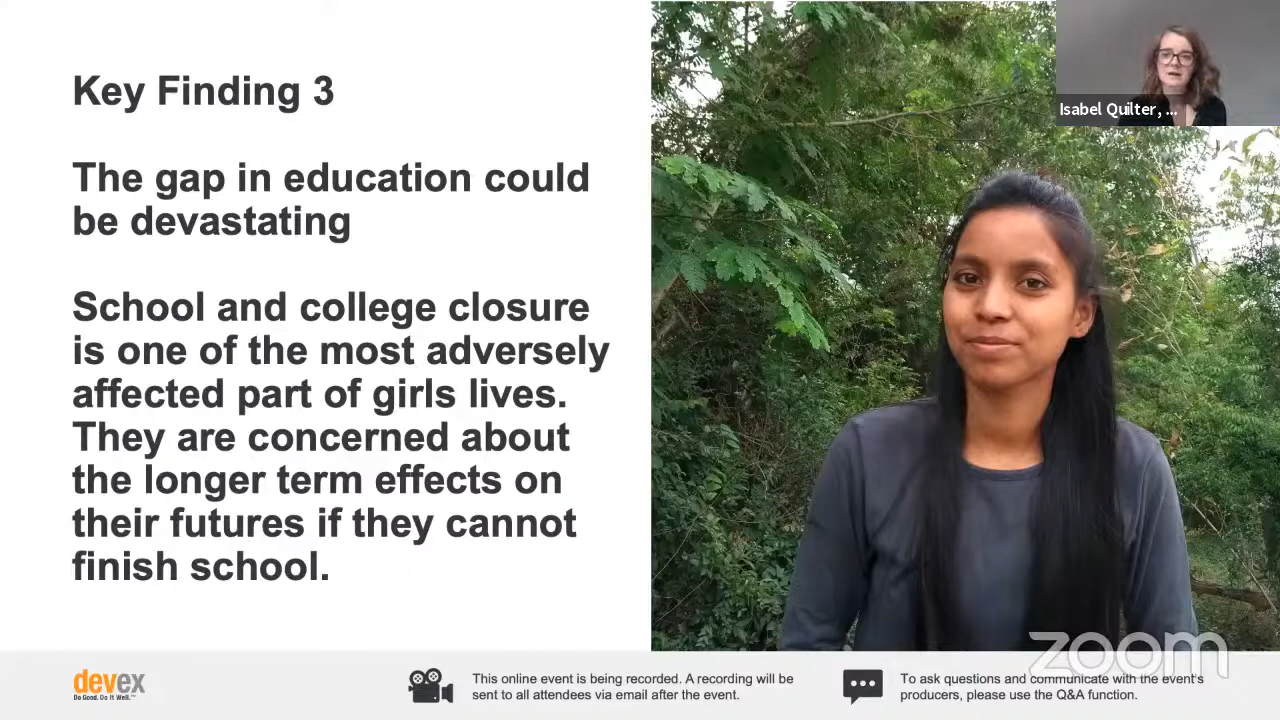 Key Finding 3
The gap in education could
be devastating
School and college closure
is one of the most adversely
affected part of girls lives.
They are concerned about
the longer term effects on
their futures if they cannot
finish school.
Isabel Quilter, ...
devex
Do Good. Do It Well.™
This online event is being recorded. A recording will be
sent to all attendees via email after the event.
To ask questions and communicate with the event's
producers, please use the Q&A function.
zoom